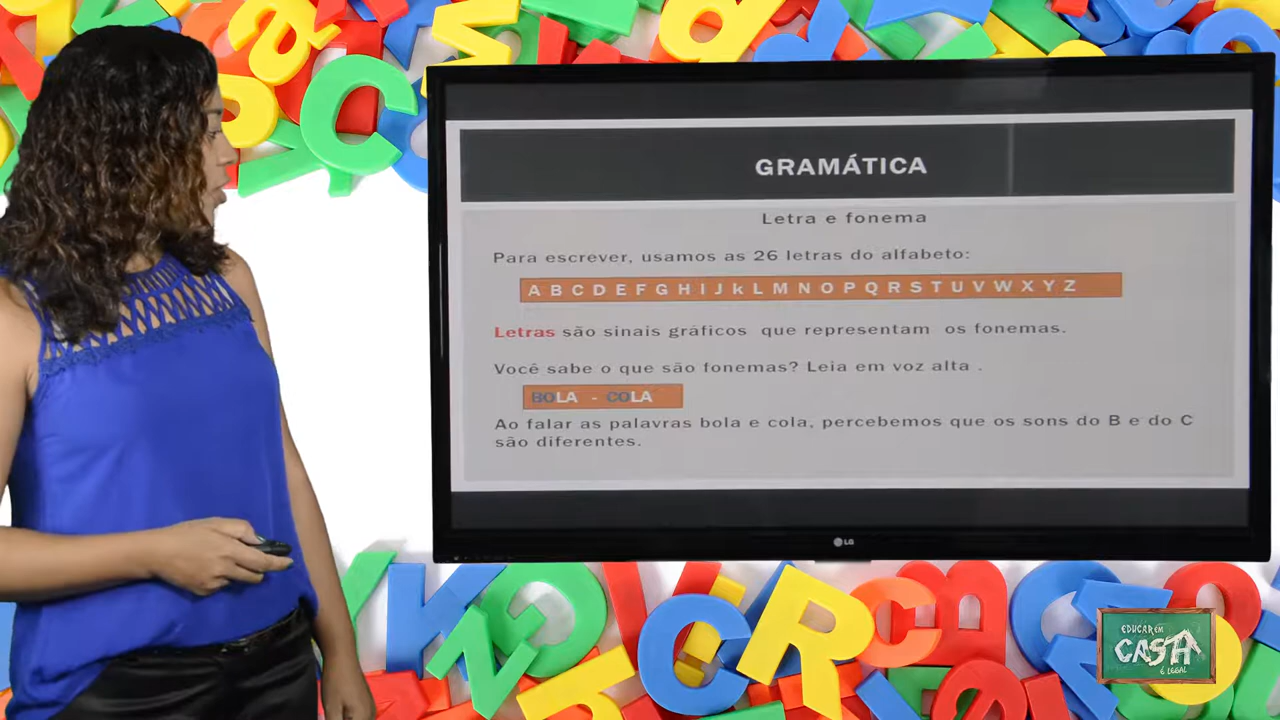 GRAMÁTICA
Letra e fonema
Para escrever, usamos as 26 letras do alfabeto:
A B C D E F G H I J k L M N O P Q R S T U V W X Y Z
Letras são sinais gráficos que representam os fonemas.
Você sabe o que são fonemas? Leia em voz alta .
BOLA - COLA
Ao falar as palavras bola e cola, percebemos que os sons do B e do C
são diferentes.
LG
EDUCAR EM
CASA
É LEGAL